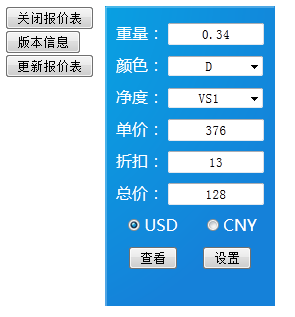 关闭报价表
版本信息
更新报价表
重量： 0.34
颜色： D
净度： VS1
单价： 376
折扣： 13
总价： 128
USD CNY
查看 设置